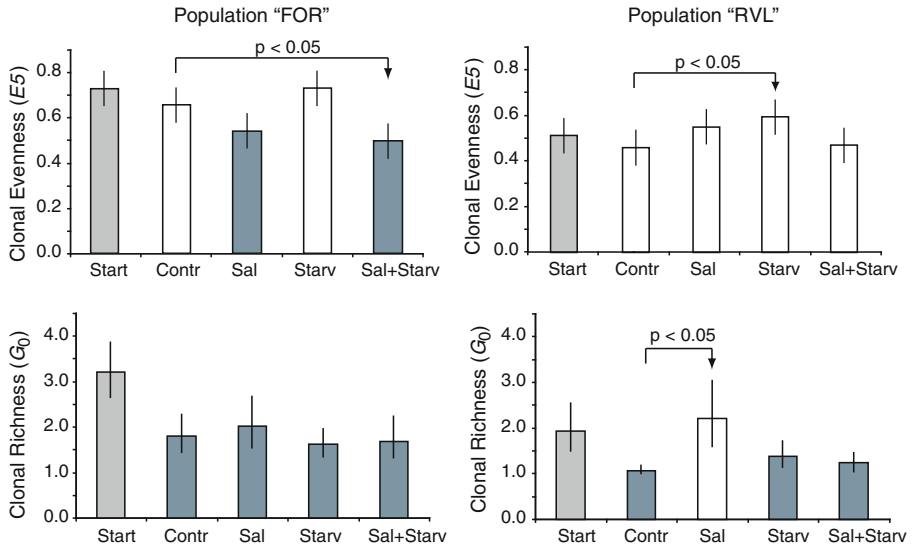 Population “FOR”
Clonal Evenness (E5)
0.8
0.6
0.4
0.2
0.0
p < 0.05
Start Contr Sal Starv Sal+Starv
Population “RVL”
Clonal Evenness (E5)
0.8
0.6
0.4
0.2
0.0
p < 0.05
Start Contr Sal Starv Sal+Starv
Clonal Richness (G0)
4.0
3.0
2.0
1.0
0.0
Start Contr Sal Starv Sal+Starv
Clonal Richness (G0)
4.0
3.0
2.0
1.0
0.0
p < 0.05
Start Contr Sal Starv Sal+Starv